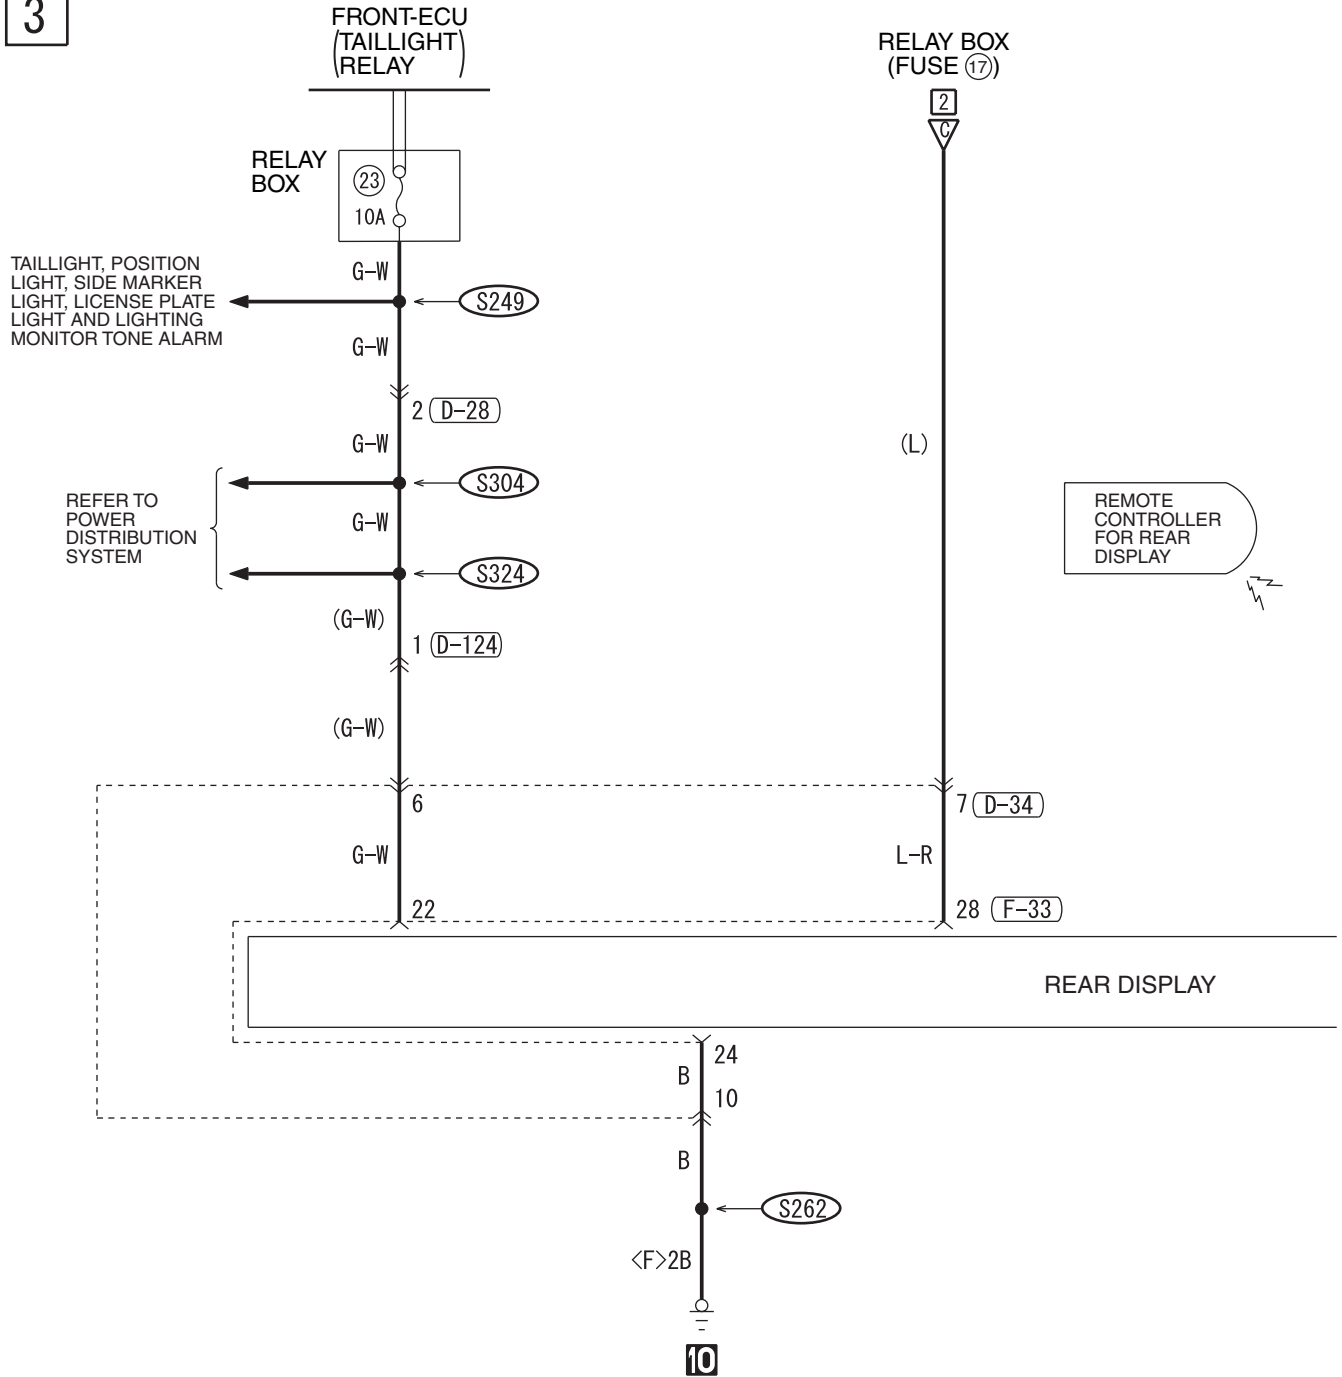 3
FRONT-ECU
(TAILLIGHT
RELAY)
RELAY BOX
(FUSE ⑰)
2
C
RELAY
BOX
㉓
10A
TAILLIGHT, POSITION
LIGHT, SIDE MARKER
LIGHT, LICENSE PLATE
LIGHT AND LIGHTING
MONITOR TONE ALARM
G-W
S249
G-W
2 D-28
G-W
(L)
S304
REFER TO
POWER
DISTRIBUTION
SYSTEM
G-W
REMOTE
CONTROLLER
FOR REAR
DISPLAY
S324
(G-W)
1 D-124
(G-W)
6
7 D-34
G-W
L-R
22
28 F-33
REAR DISPLAY
24
B
10
B
S262
<F>2B
10